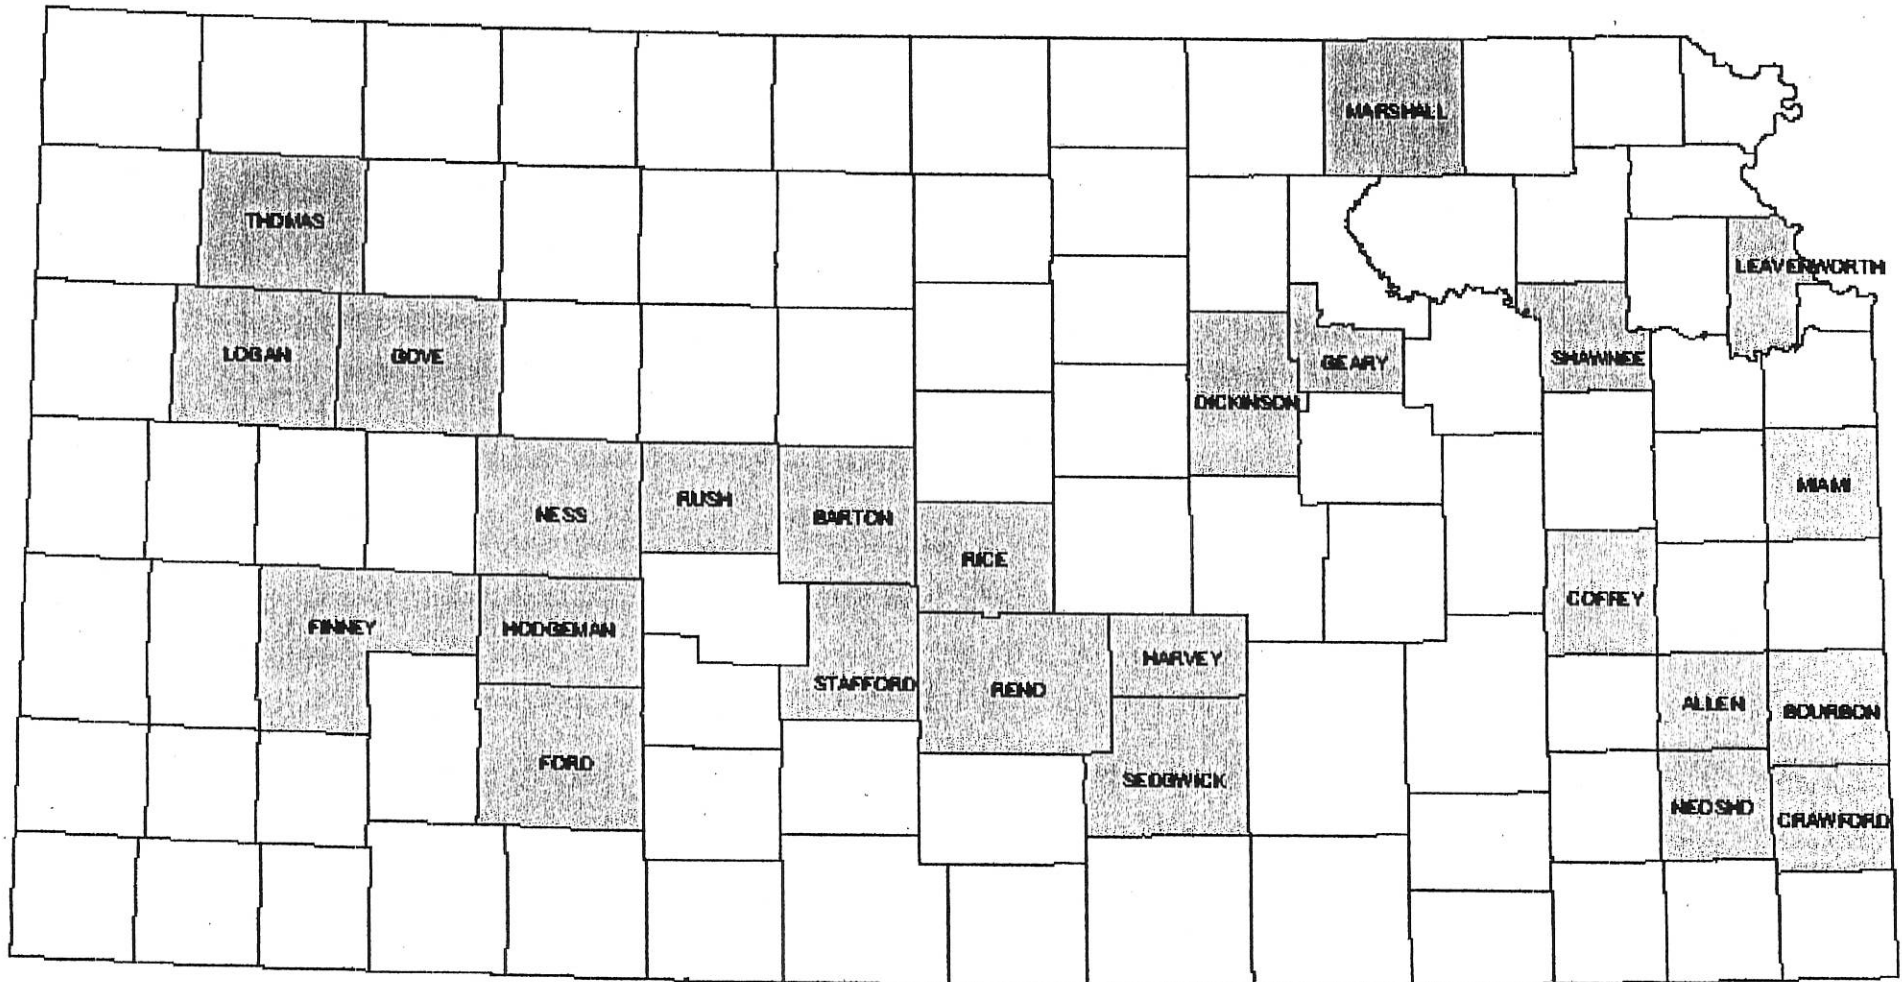 MARSHALL
THOMAS
LEAVENWORTH
LOGAN
GOVE
GEARY
SHAWNEE
DICKINSON
NESS
RUSH
BARTON
MIAMI
RICE
COFFEY
FINNEY
HODGEMAN
HARVEY
STAFFORD
RENO
ALLEN
BOURBON
FORD
SEDGWICK
NEOSHO
CRAWFORD